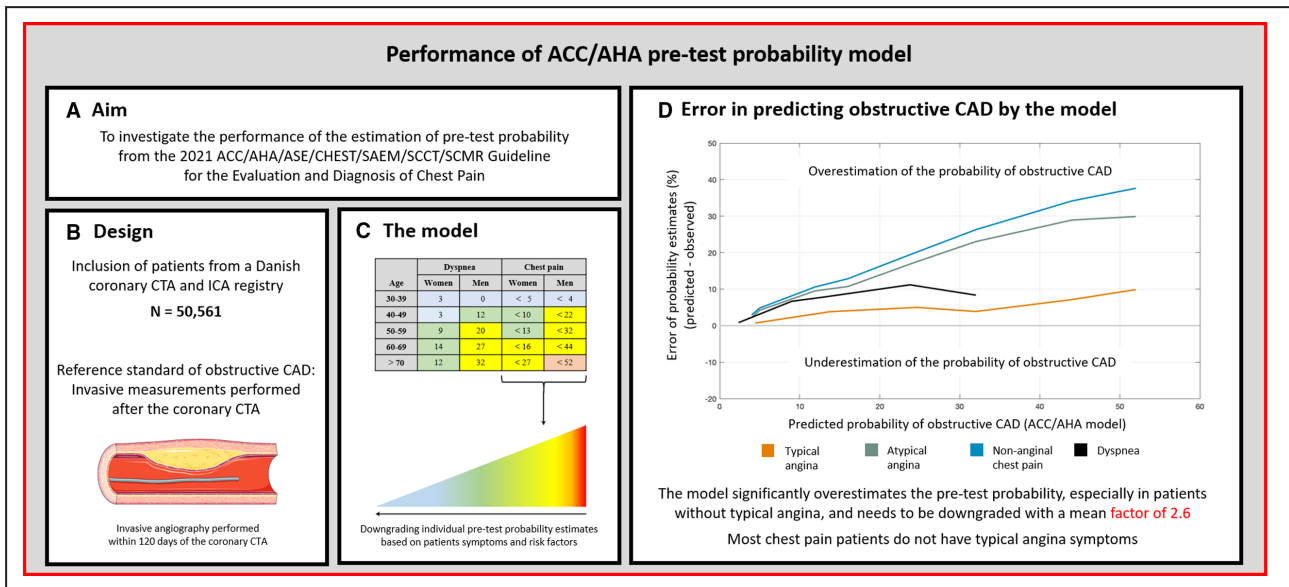 Performance of ACC/AHA pre-test probability model
A Aim
To investigate the performance of the estimation of pre-test probability
from the 2021 ACC/AHA/ASE/CHEST/SAEM/SCCT/SCMR Guideline
for the Evaluation and Diagnosis of Chest Pain
B Design
Inclusion of patients from a Danish
coronary CTA and ICA registry
N = 50,561
Reference standard of obstructive CAD:
Invasive measurements performed
after the coronary CTA
Invasive angiography performed
within 120 days of the coronary CTA
C The model
Dyspnea Chest pain
Age Women Men Women Men
30-39 3 0 < 5 < 4
40-49 3 12 < 10 < 22
50-59 9 20 < 13 < 32
60-69 14 27 < 16 < 44
> 70 12 32 < 27 < 52
Downgrading individual pre-test probability estimates
based on patients symptoms and risk factors
D Error in predicting obstructive CAD by the model
Error of probability estimates (%)
(predicted - observed)
50
40
30
20
10
0
-10
-20
Overestimation of the probability of obstructive CAD
Underestimation of the probability of obstructive CAD
0 10 20 30 40 50 60
Predicted probability of obstructive CAD (ACC/AHA model)
Typical angina
Atypical angina
Non-anginal chest pain
Dyspnea
The model significantly overestimates the pre-test probability, especially in patients
without typical angina, and needs to be downgraded with a mean factor of 2.6
Most chest pain patients do not have typical angina symptoms